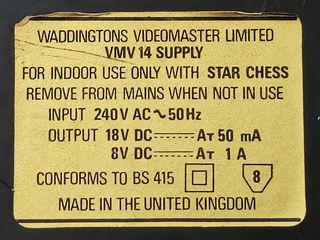 WADDINGTONS VIDEOMASTER LIMITED
VMV 14 SUPPLY
FOR INDOOR USE ONLY WITH STAR CHESS
REMOVE FROM MAINS WHEN NOT IN USE
INPUT 240V AC ~ 50Hz
OUTPUT 18V DC ⎓ AT 50 mA
8V DC ⎓ AT 1 A
CONFORMS TO BS 415 8
MADE IN THE UNITED KINGDOM